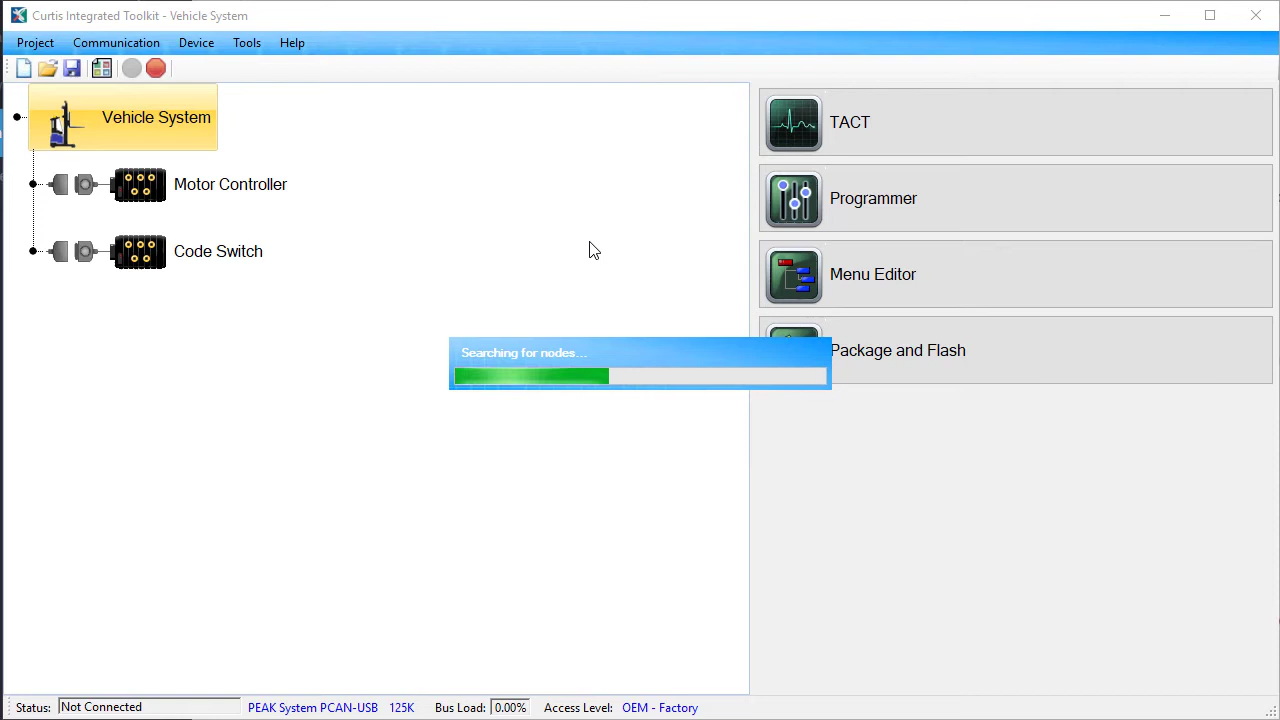 Curtis Integrated Toolkit - Vehicle System
Project Communication Device Tools Help
Vehicle System
Motor Controller
Code Switch
TACT
Programmer
Menu Editor
Package and Flash
Searching for nodes...
Status: Not Connected PEAK System PCAN-USB 125K Bus Load: 0.00% Access Level: OEM - Factory